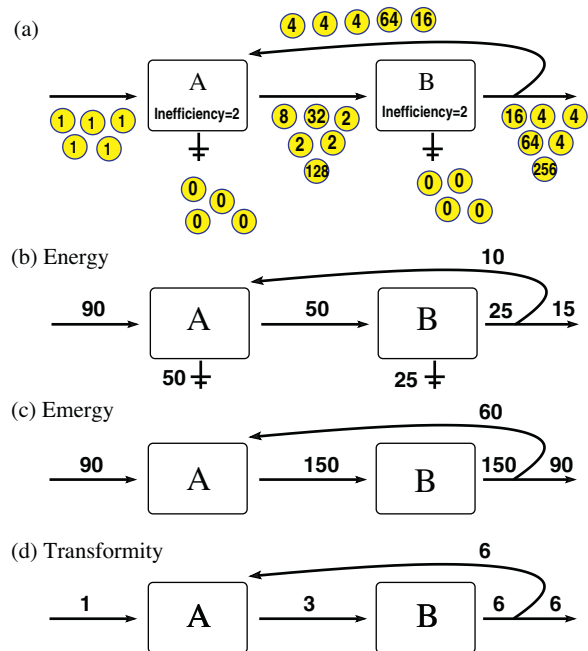 (a)
4 4 4 64 16
A
Inefficiency=2
B
Inefficiency=2
1 1 1
1 1
8 32 2
2 2
128
16 4 4
64 4
256
0
0
0 0
0 0
0 0
(b) Energy
10
90
A
50
B
25
15
50
25
(c) Emergy
60
90
A
150
B
150
90
(d) Transformity
6
1
A
3
B
6
6